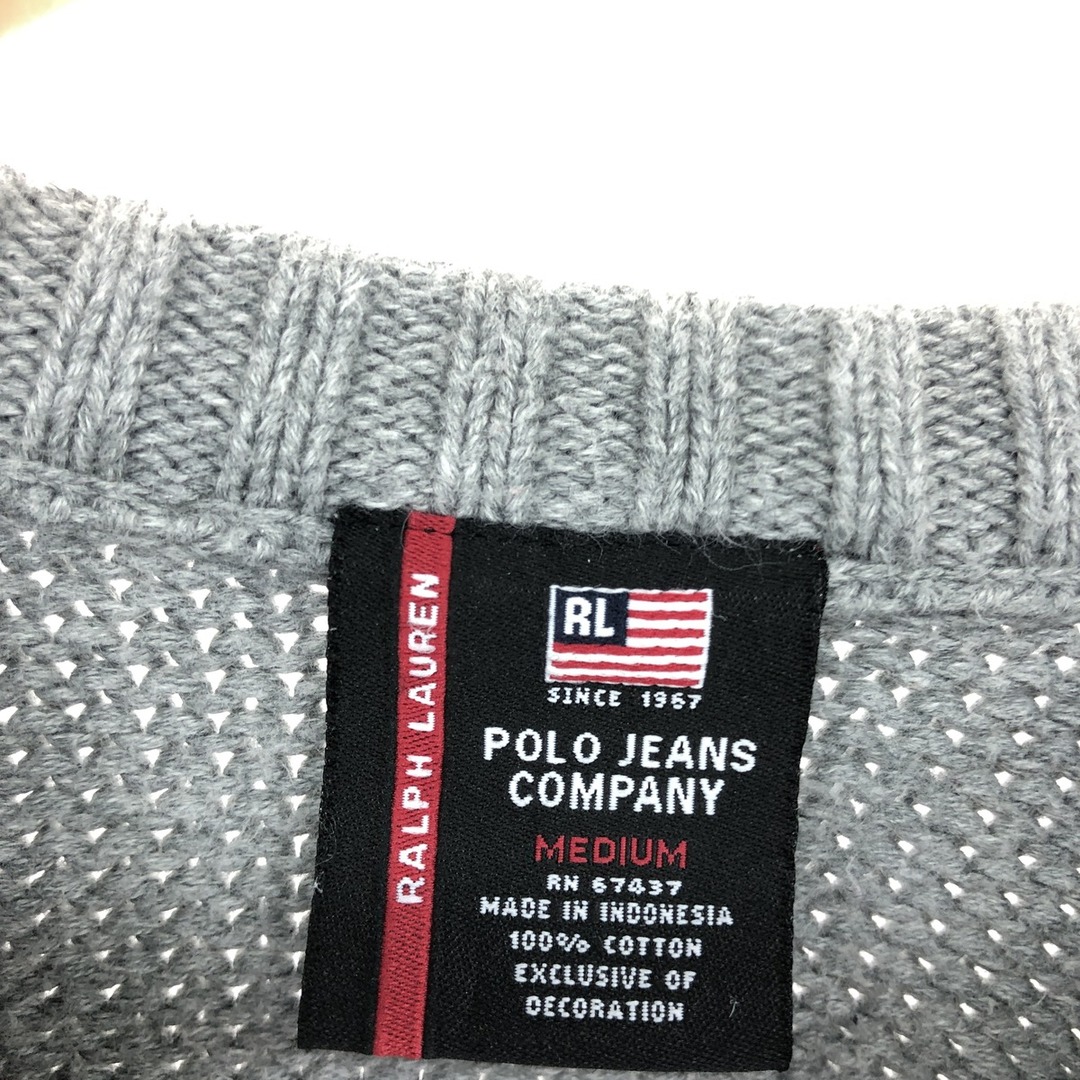 RALPH LAUREN
RL
SINCE 1967
POLO JEANS
COMPANY
MEDIUM
RN 67437
MADE IN INDONESIA
100% COTTON
EXCLUSIVE OF
DECORATION